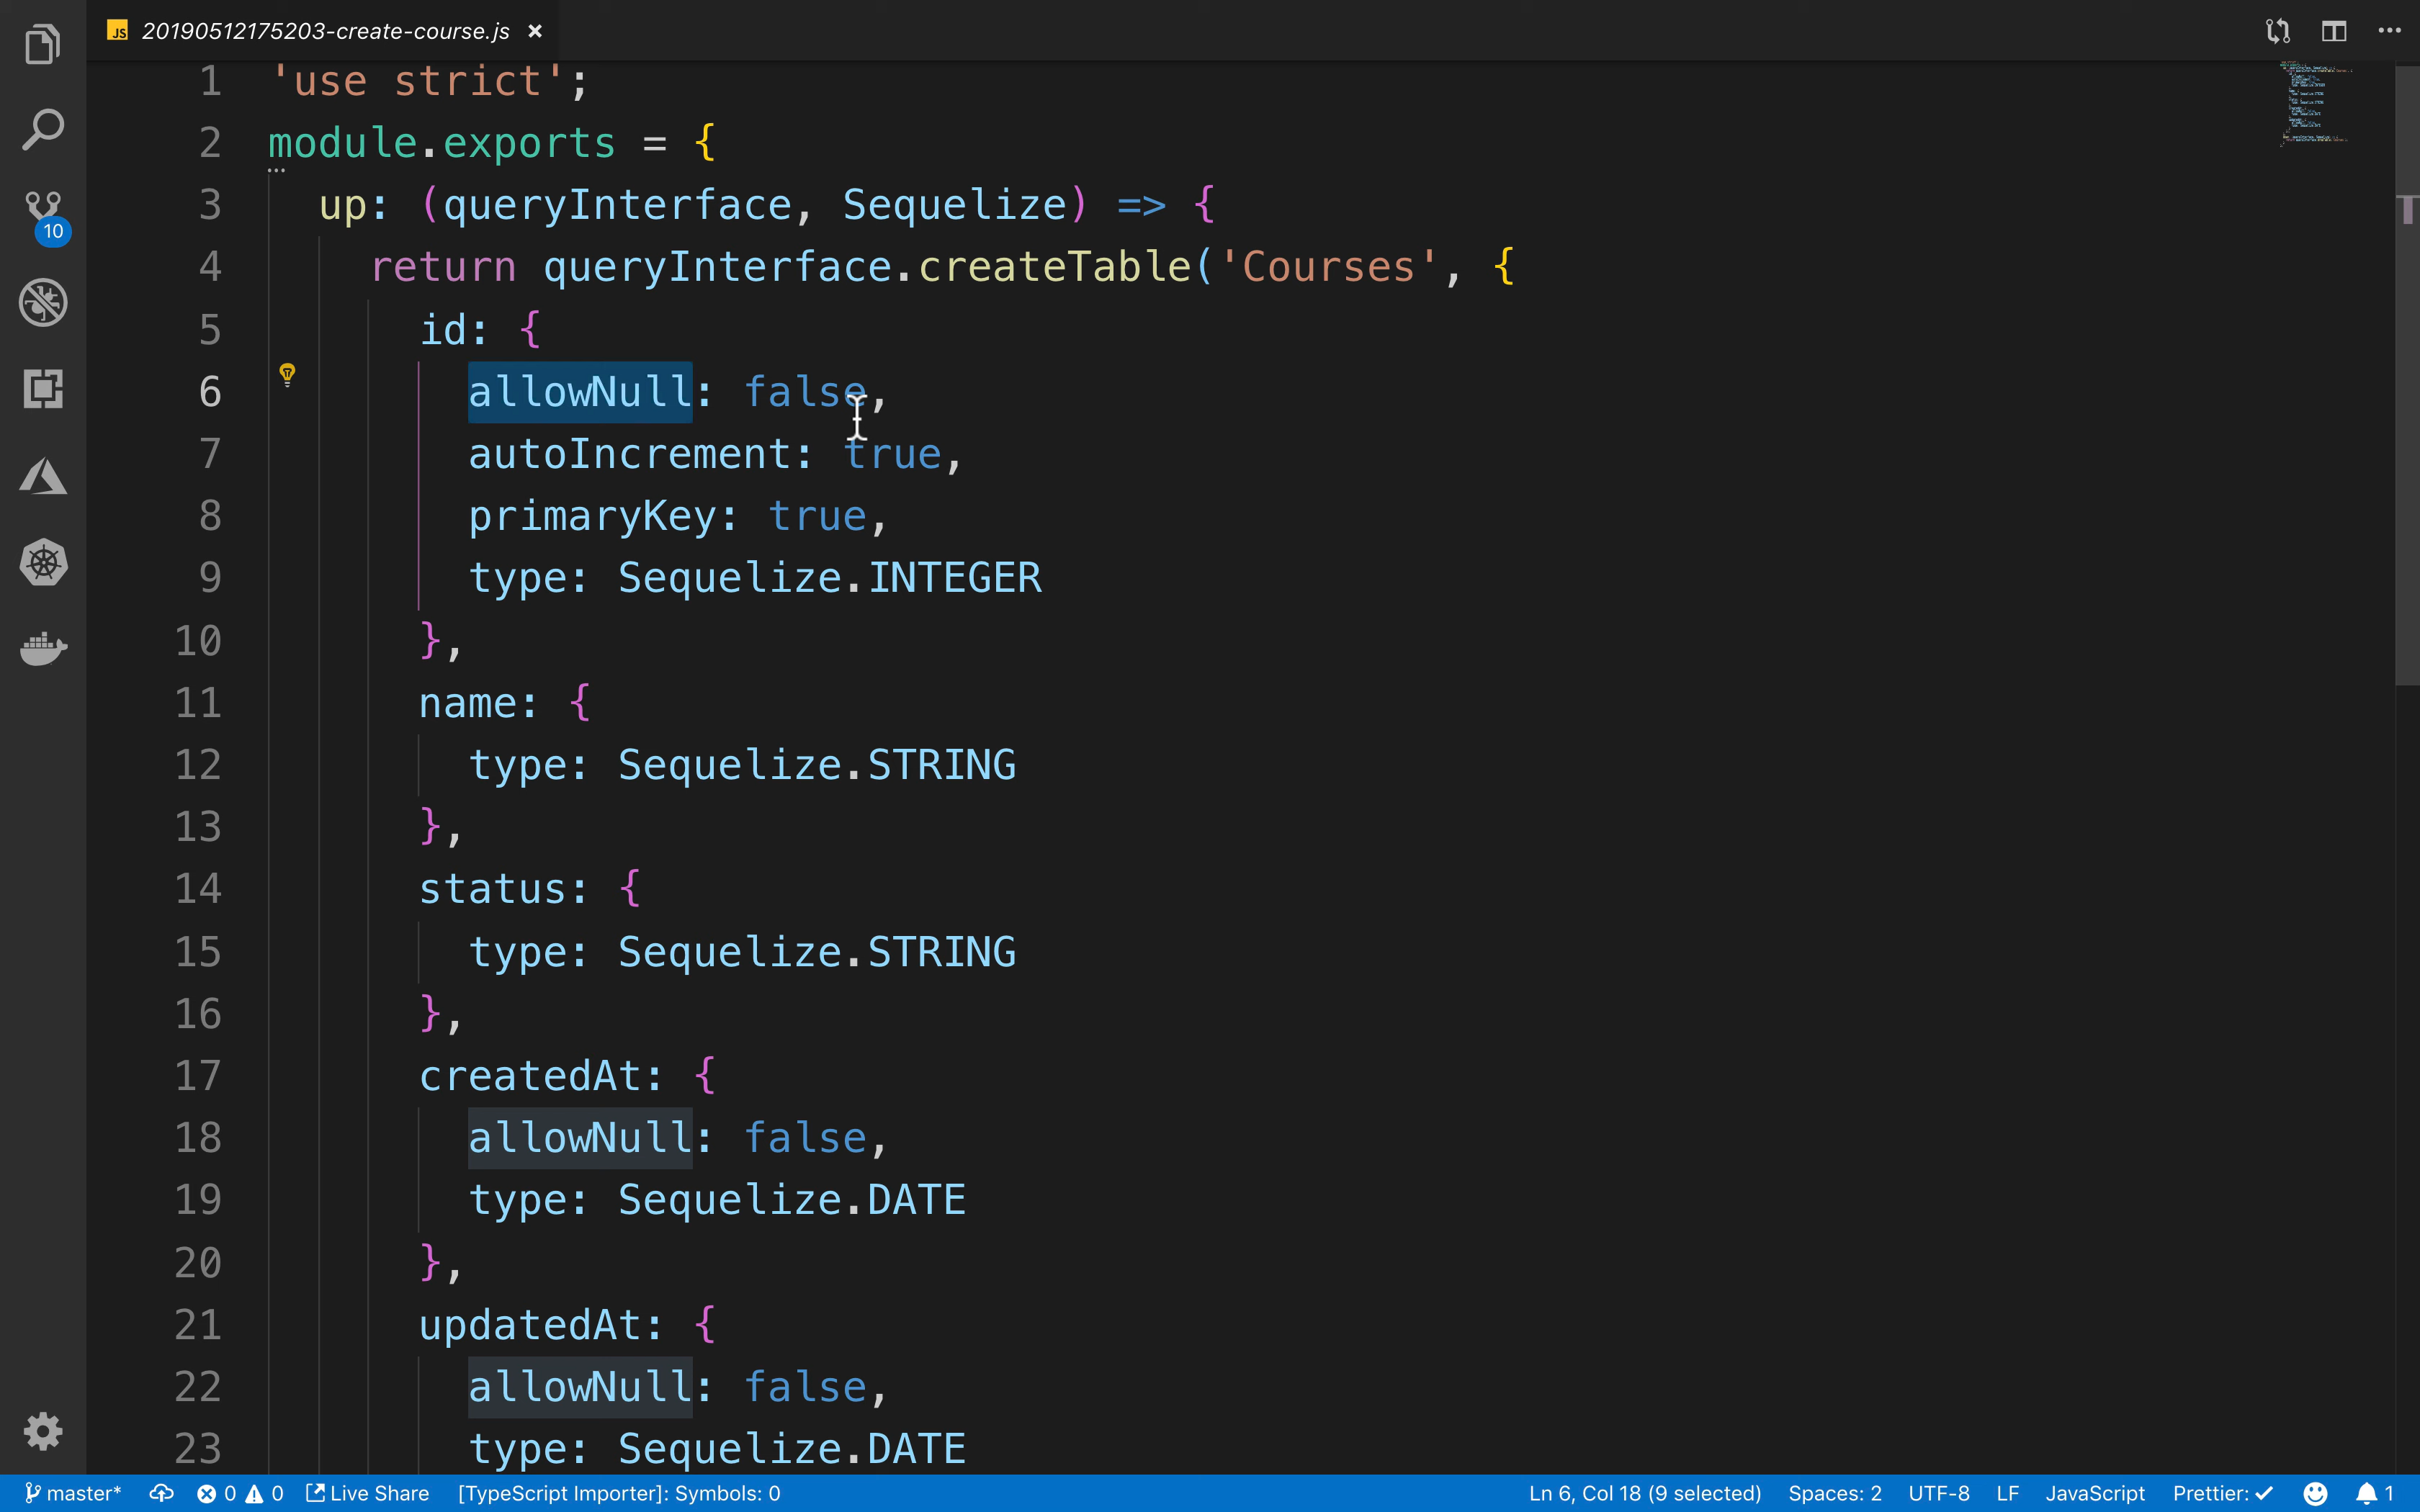 JS 20190512175203-create-course.js ×
1 'use strict';
2 module.exports = {
3 up: (queryInterface, Sequelize) => {
4 return queryInterface.createTable('Courses', {
5 id: {
6 allowNull: false,
7 autoIncrement: true,
8 primaryKey: true,
9 type: Sequelize.INTEGER
10 },
11 name: {
12 type: Sequelize.STRING
13 },
14 status: {
15 type: Sequelize.STRING
16 },
17 createdAt: {
18 allowNull: false,
19 type: Sequelize.DATE
20 },
21 updatedAt: {
22 allowNull: false,
23 type: Sequelize.DATE
10
master* 0 0 Live Share [TypeScript Importer]: Symbols: 0 Ln 6, Col 18 (9 selected) Spaces: 2 UTF-8 LF JavaScript Prettier: ✓ 1